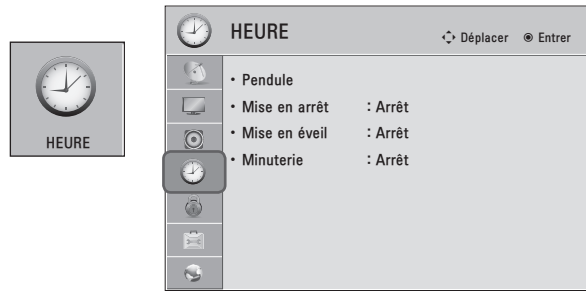 HEURE
HEURE
Déplacer Entrer
• Pendule
• Mise en arrêt : Arrêt
• Mise en éveil : Arrêt
• Minuterie : Arrêt